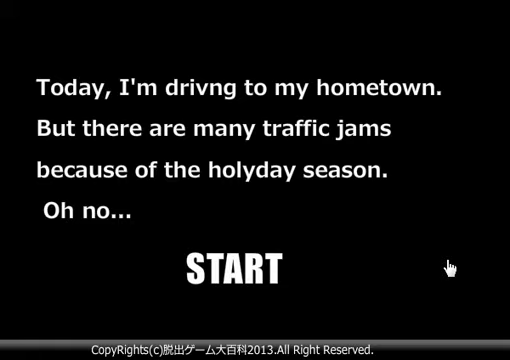 Today, I'm drivng to my hometown.
But there are many traffic jams
because of the holyday season.
Oh no...
START
CopyRights(c)脱出ゲーム大百科2013.All Right Reserved.